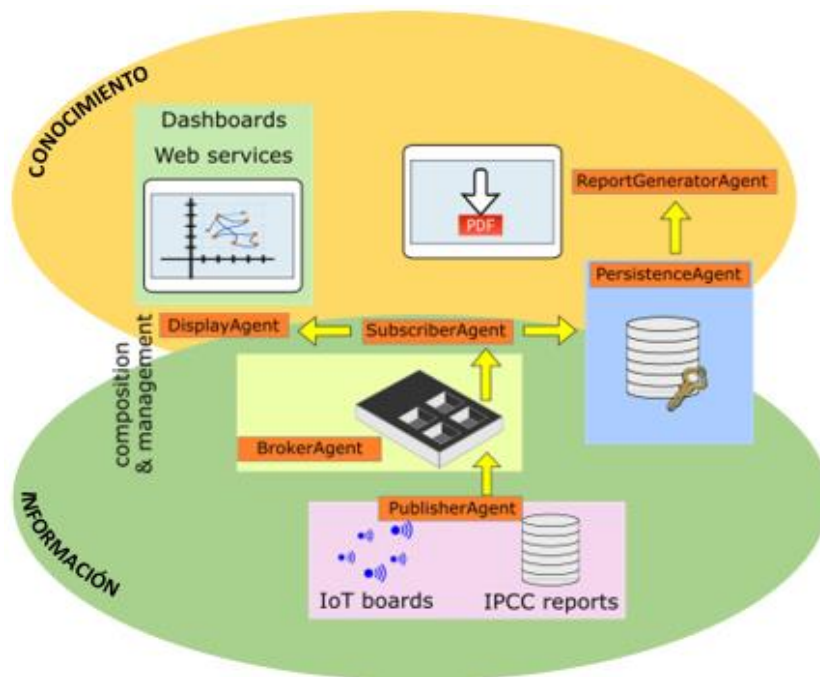 CONOCIMIENTO
Dashboards
Web services
PDF
ReportGeneratorAgent
PersistenceAgent
DisplayAgent
SubscriberAgent
composition
& management
BrokerAgent
PublisherAgent
IoT boards
IPCC reports
INFORMACIÓN